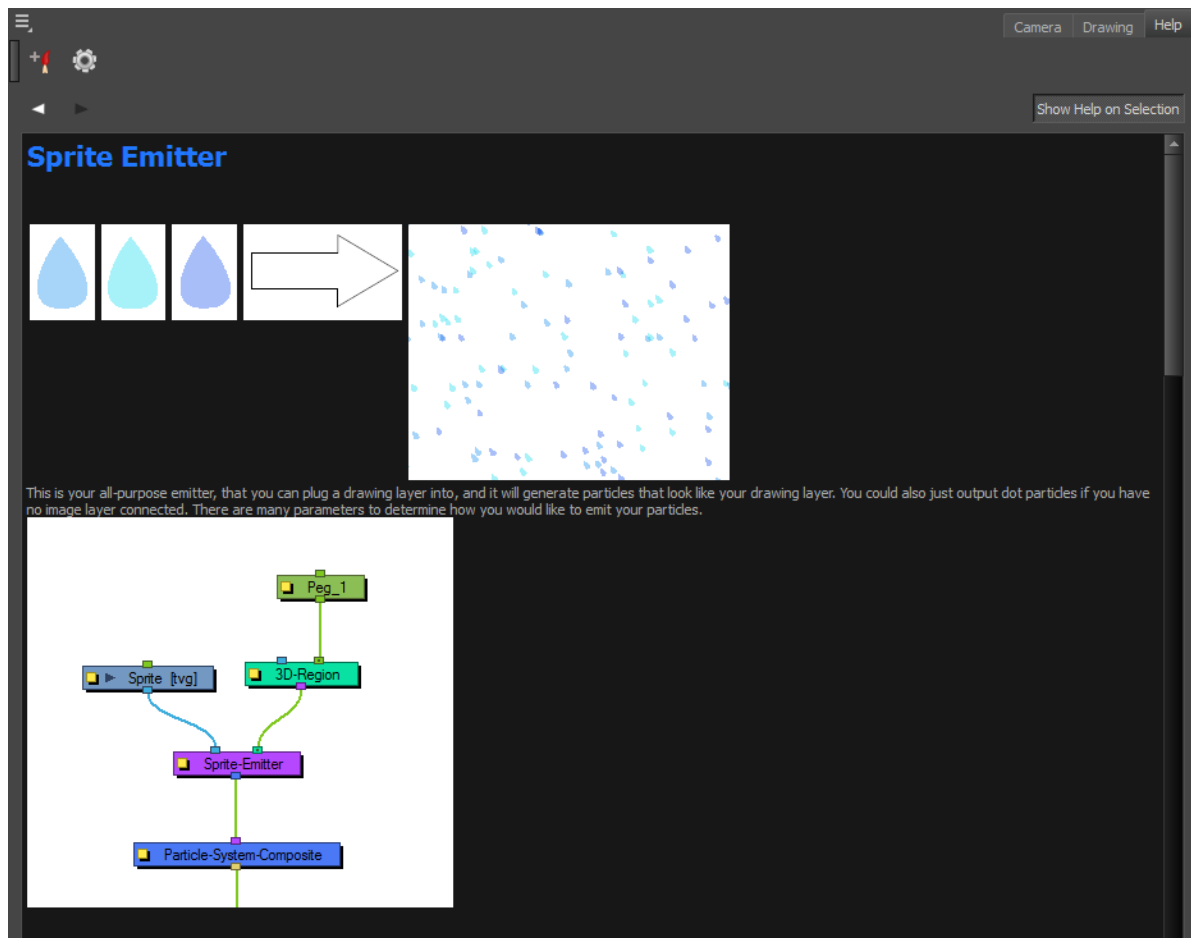 Camera Drawing Help
Show Help on Selection
Sprite Emitter
This is your all-purpose emitter, that you can plug a drawing layer into, and it will generate particles that look like your drawing layer. You could also just output dot particles if you have
no image layer connected. There are many parameters to determine how you would like to emit your particles.
Peg_1
Sprite [tvg]
3D-Region
Sprite-Emitter
Particle-System-Composite